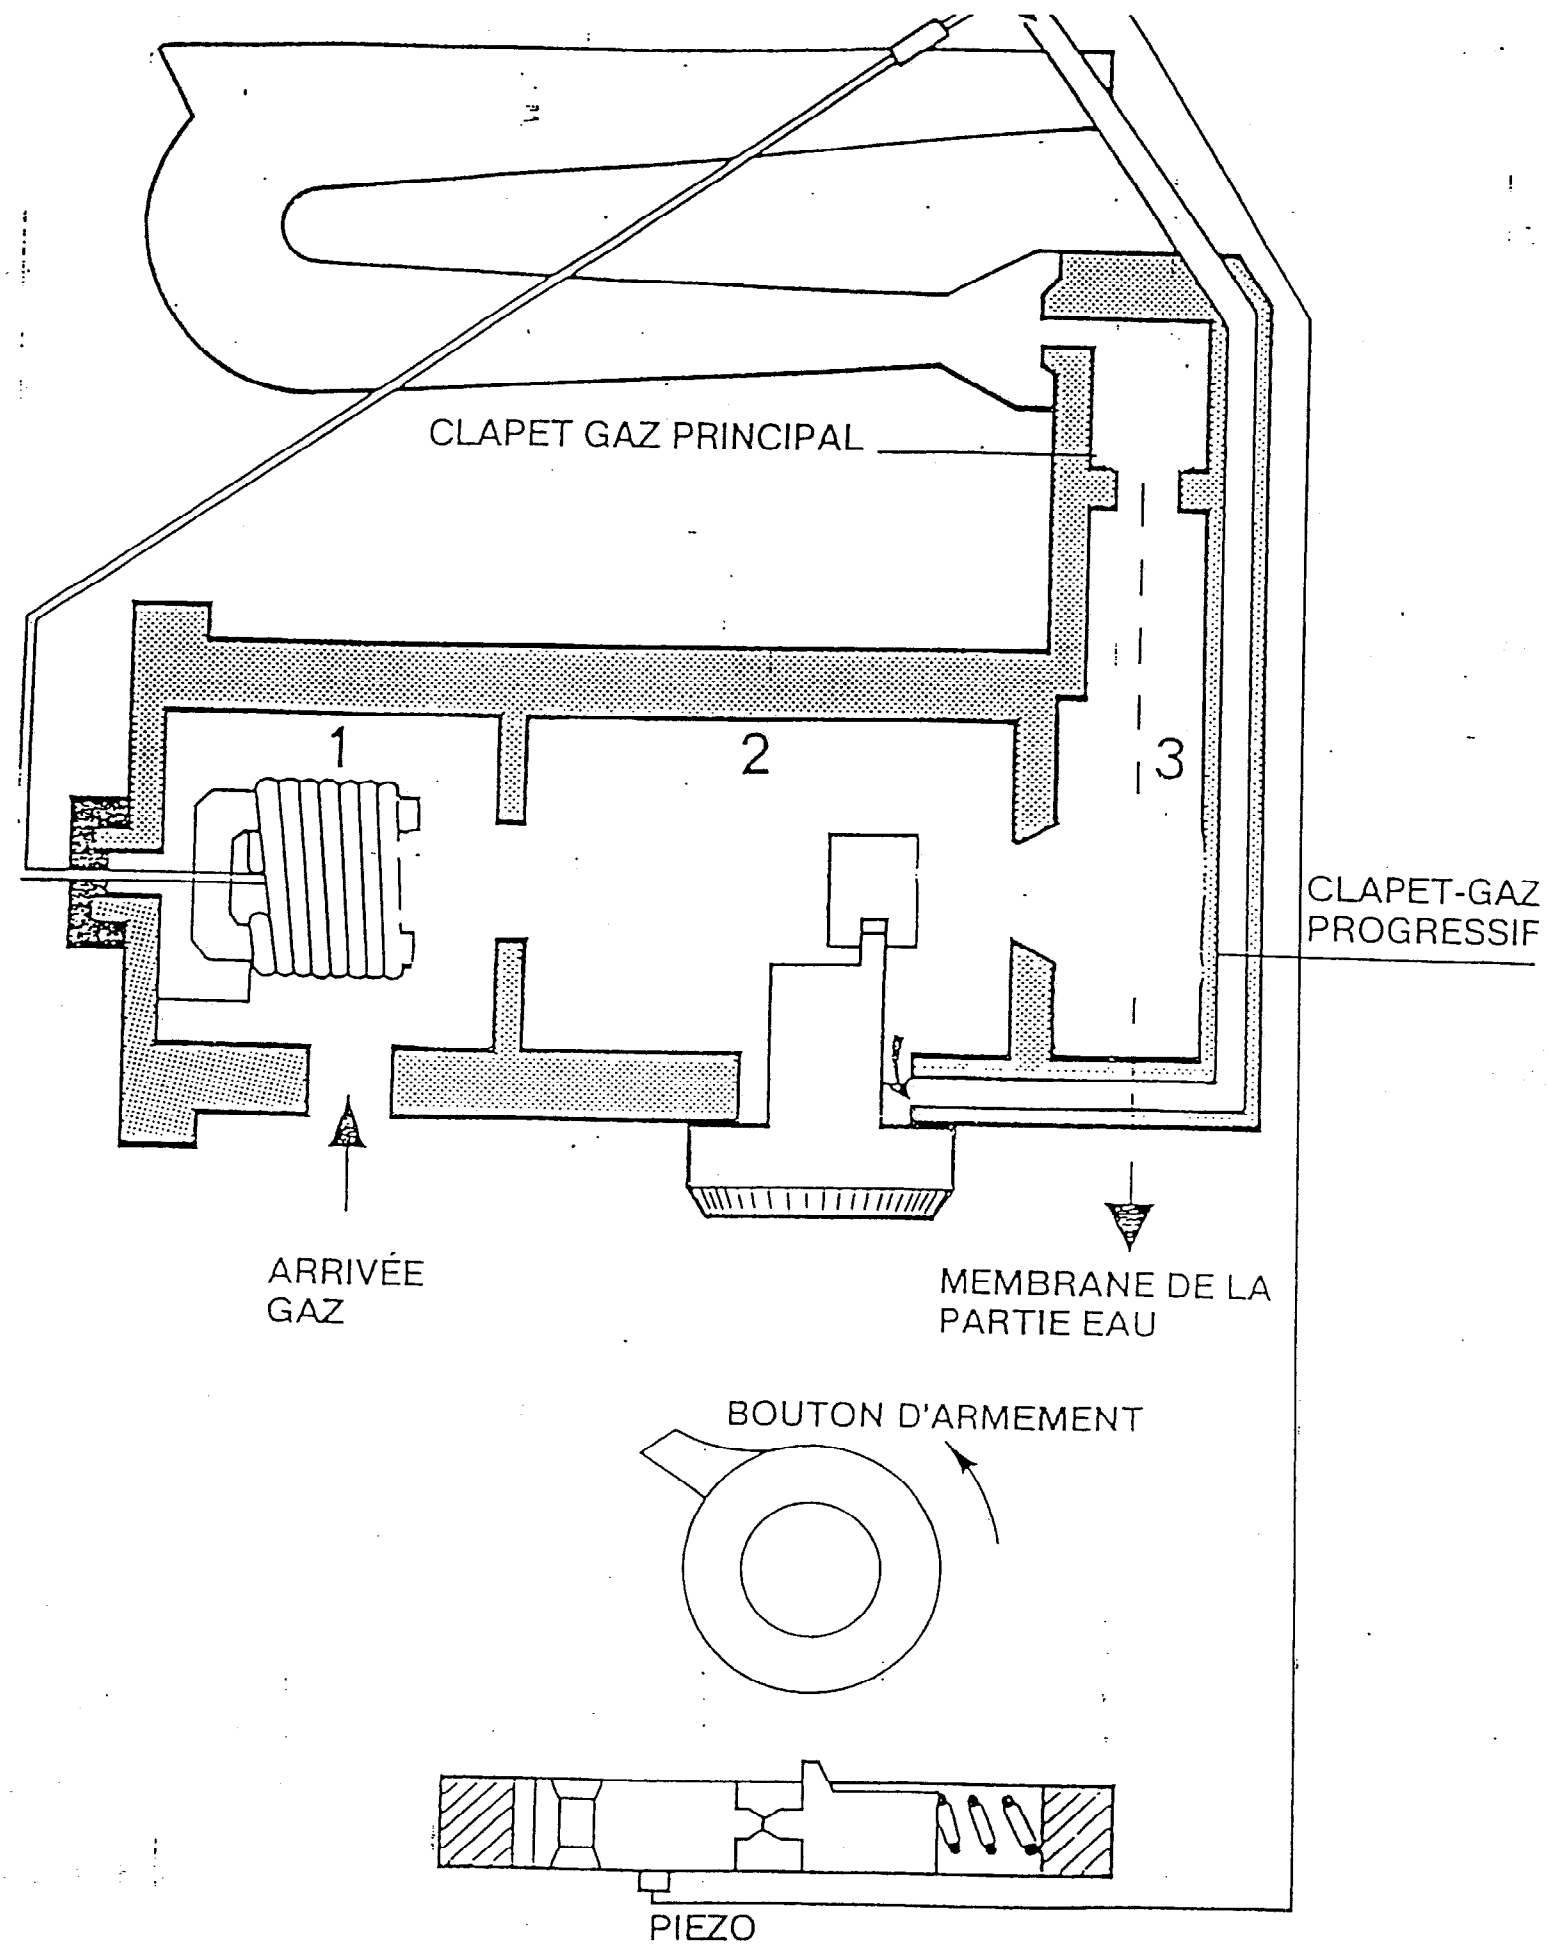 CLAPET GAZ PRINCIPAL
1
2
3
CLAPET-GAZ
PROGRESSIF
ARRIVÉE
GAZ
MEMBRANE DE LA
PARTIE EAU
BOUTON D'ARMEMENT
PIEZO